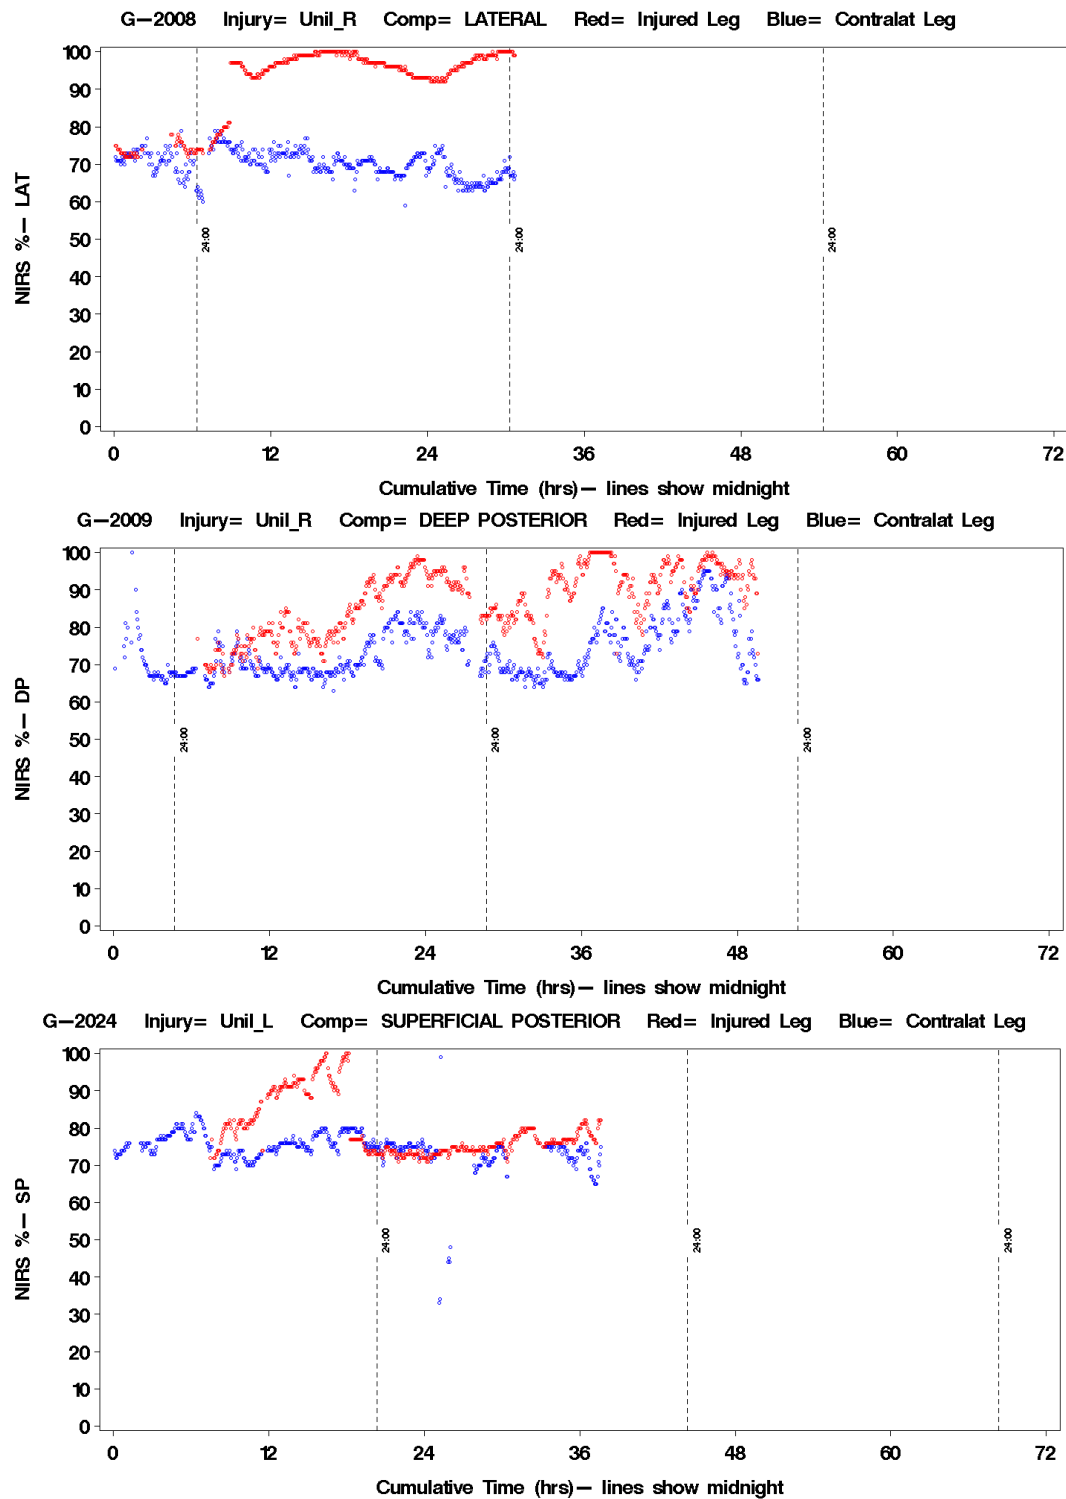 G-2008 Injury= Unil_R Comp= LATERAL Red= Injured Leg Blue= Contralat Leg
100
90
80
70
60
50
40
30
20
10
0
NIRS %- LAT
24:00 24:00 24:00
0 12 24 36 48 60 72
Cumulative Time (hrs)- lines show midnight
G-2009 Injury= Unil_R Comp= DEEP POSTERIOR Red= Injured Leg Blue= Contralat Leg
100
90
80
70
60
50
40
30
20
10
0
NIRS %- DP
24:00 24:00 24:00
0 12 24 36 48 60 72
Cumulative Time (hrs)- lines show midnight
G-2024 Injury= Unil_L Comp= SUPERFICIAL POSTERIOR Red= Injured Leg Blue= Contralat Leg
100
90
80
70
60
50
40
30
20
10
0
NIRS %- SP
24:00 24:00 24:00
0 12 24 36 48 60 72
Cumulative Time (hrs)- lines show midnight